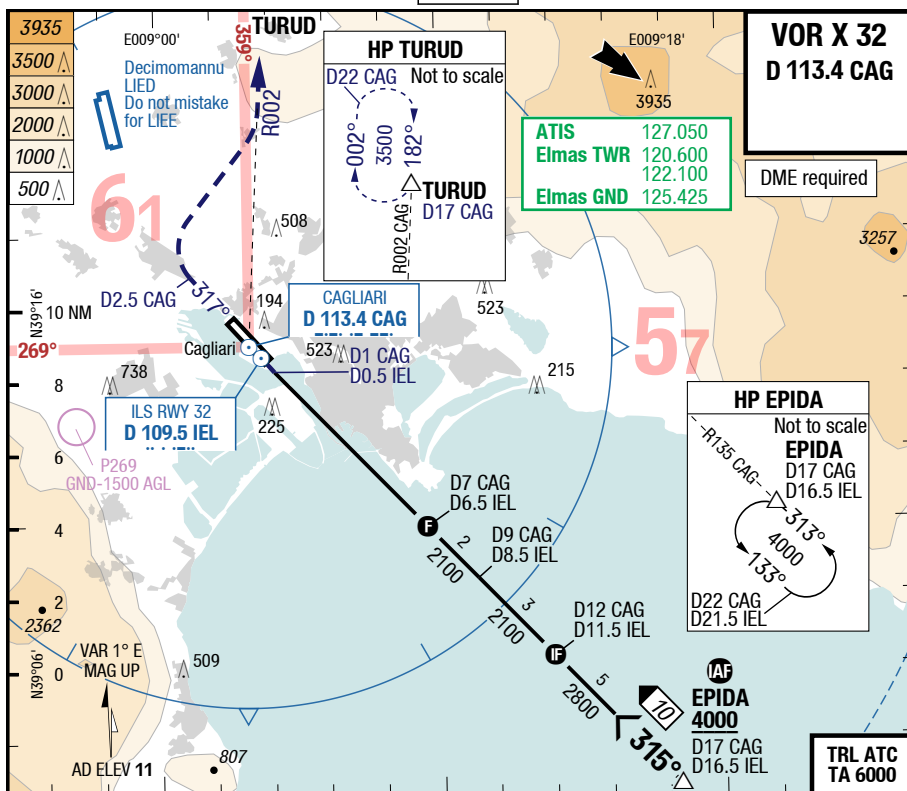 3935
3500
3000
2000
1000
500
E009°00'
359°
TURUD
Decimomannu
LIED
Do not mistake
for LIEE
R002
HP TURUD
D22 CAG
Not to scale
002°
3500
182°
TURUD
D17 CAG
R002 CAG
E009°18'
3935
VOR X 32
D 113.4 CAG
DME required
ATIS 127.050
Elmas TWR 120.600
122.100
Elmas GND 125.425
3257
61
508
D2.5 CAG
317°
N39°16'
10 NM
194
CAGLIARI
D 113.4 CAG
523
57
269°
Cagliari
523
D1 CAG
D0.5 IEL
8
738
215
225
ILS RWY 32
D 109.5 IEL
HP EPIDA
Not to scale
EPIDA
D17 CAG
D16.5 IEL
R135 CAG
313°
4000
133°
D22 CAG
D21.5 IEL
6
P269
GND-1500 AGL
F
D7 CAG
D6.5 IEL
4
2
2100
D9 CAG
D8.5 IEL
3
2100
2
2362
IF
D12 CAG
D11.5 IEL
N39°06'
0
VAR 1° E
MAG UP
509
5
2800
10
IAF
EPIDA
4000
D17 CAG
D16.5 IEL
315°
807
AD ELEV 11
TRL ATC
TA 6000